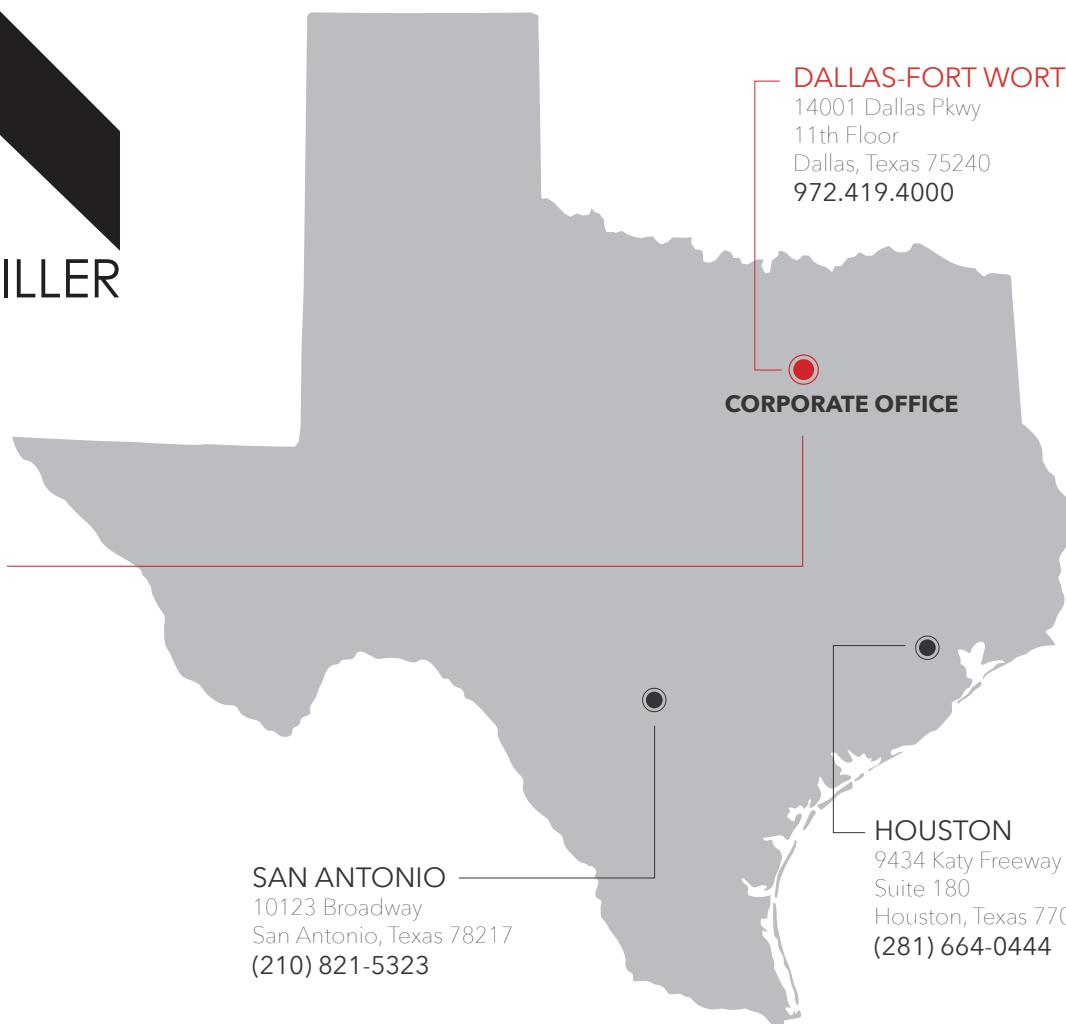 ILLER
DALLAS-FORT WORT
14001 Dallas Pkwy
11th Floor
Dallas, Texas 75240
972.419.4000
CORPORATE OFFICE
SAN ANTONIO
10123 Broadway
San Antonio, Texas 78217
(210) 821-5323
HOUSTON
9434 Katy Freeway
Suite 180
Houston, Texas 770
(281) 664-0444